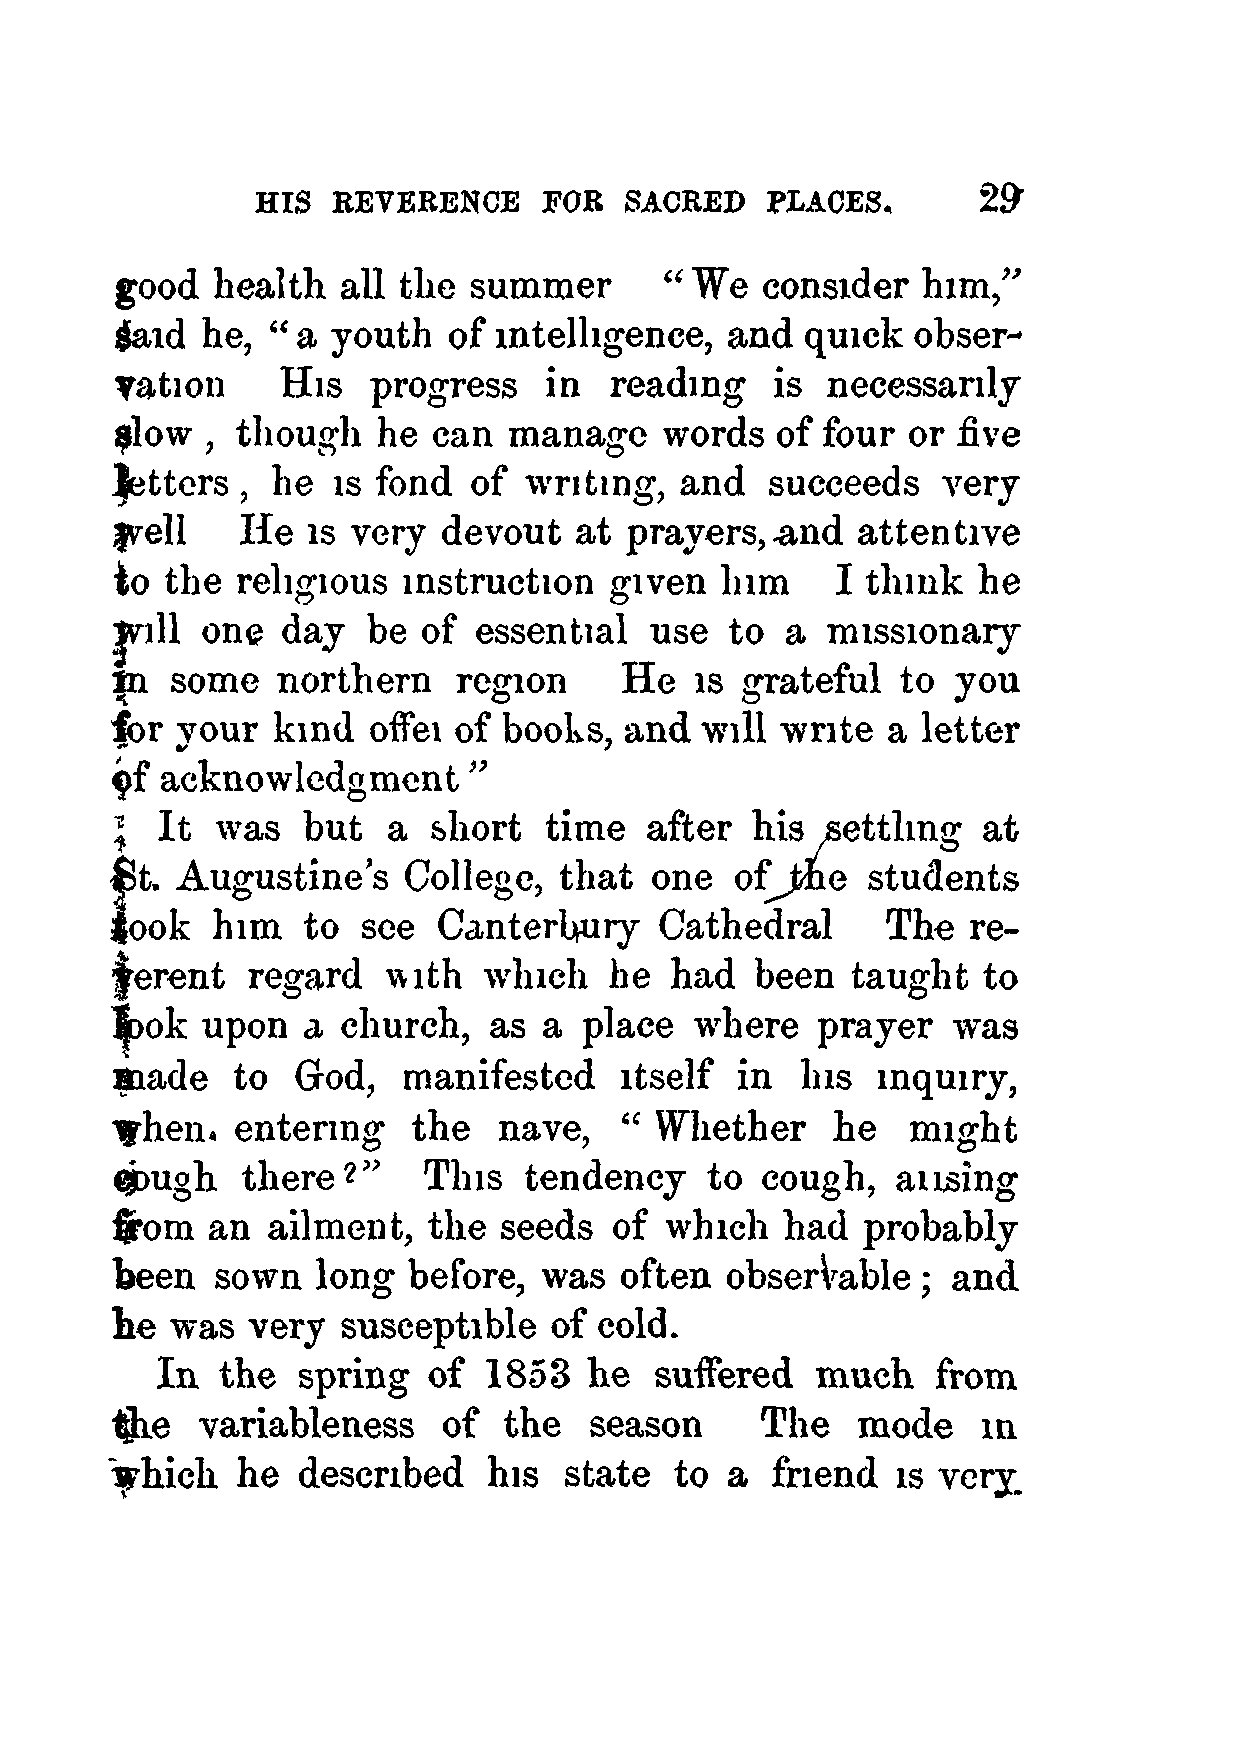 HIS REVERENCE FOR SACRED PLACES. 29
good health all the summer “We consider him,”
said he, “a youth of intelligence, and quick obser-
vation His progress in reading is necessarily
slow , though he can manage words of four or five
letters , he is fond of writing, and succeeds very
well He is very devout at prayers, and attentive
to the religious instruction given him I think he
will one day be of essential use to a missionary
in some northern region He is grateful to you
for your kind offer of books, and will write a letter
of acknowledgment”
It was but a short time after his settling at
St. Augustine's College, that one of the students
took him to see Canterbury Cathedral The re-
verent regard with which he had been taught to
look upon a church, as a place where prayer was
made to God, manifested itself in his inquiry,
when entering the nave, “Whether he might
cough there?” This tendency to cough, arising
from an ailment, the seeds of which had probably
been sown long before, was often observable; and
he was very susceptible of cold.
In the spring of 1853 he suffered much from
the variableness of the season The mode in
which he described his state to a friend is very